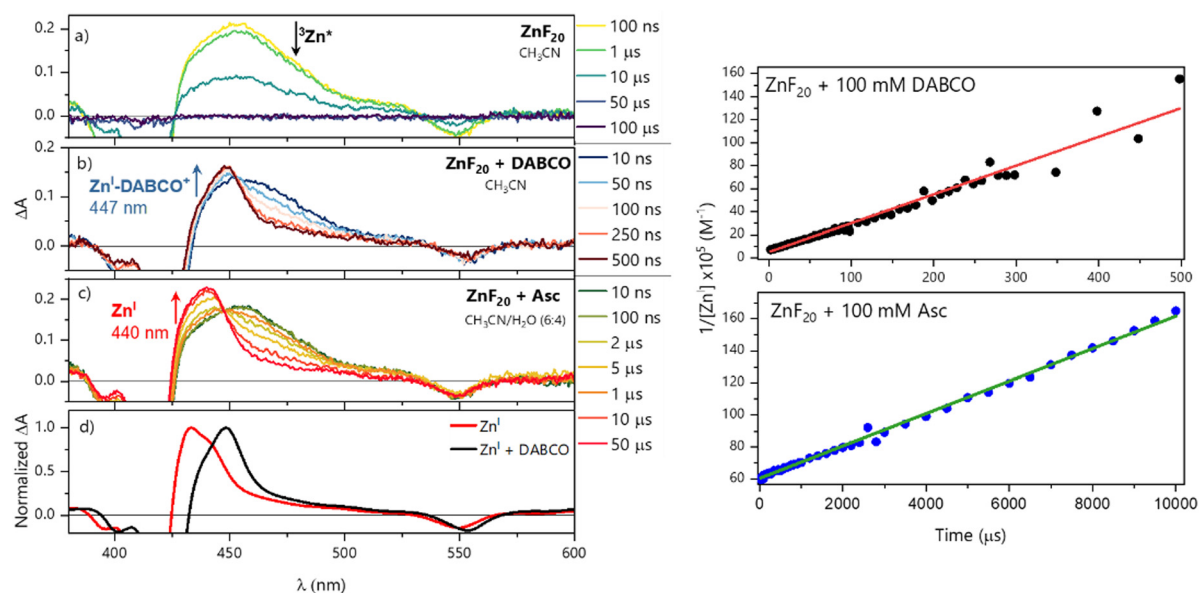 a)
³Zn*
ZnF₂₀
CH₃CN
100 ns
1 µs
10 µs
50 µs
100 µs
0.2
0.1
0.0
b)
Znᴵ-DABCO⁺
447 nm
ZnF₂₀ + DABCO
CH₃CN
10 ns
50 ns
100 ns
250 ns
500 ns
0.2
0.1
0.0
ΔA
c)
Znᴵ
440 nm
ZnF₂₀ + Asc
CH₃CN/H₂O (6:4)
10 ns
100 ns
2 µs
5 µs
1 µs
10 µs
50 µs
0.2
0.1
0.0
d)
Znᴵ
Znᴵ + DABCO
1.0
0.5
0.0
Normalized ΔA
400 450 500 550 600
λ (nm)
ZnF₂₀ + 100 mM DABCO
160
140
120
100
80
60
40
20
0
0 100 200 300 400 500
1/[Znᴵ] x10⁵ (M⁻¹)
ZnF₂₀ + 100 mM Asc
160
140
120
100
80
60
0 2000 4000 6000 8000 10000
Time (µs)